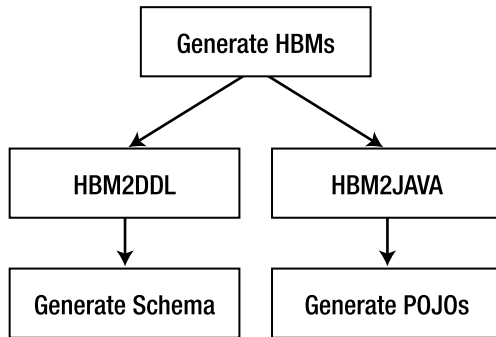 Generate HBMs
HBM2DDL
HBM2JAVA
Generate Schema
Generate POJOs